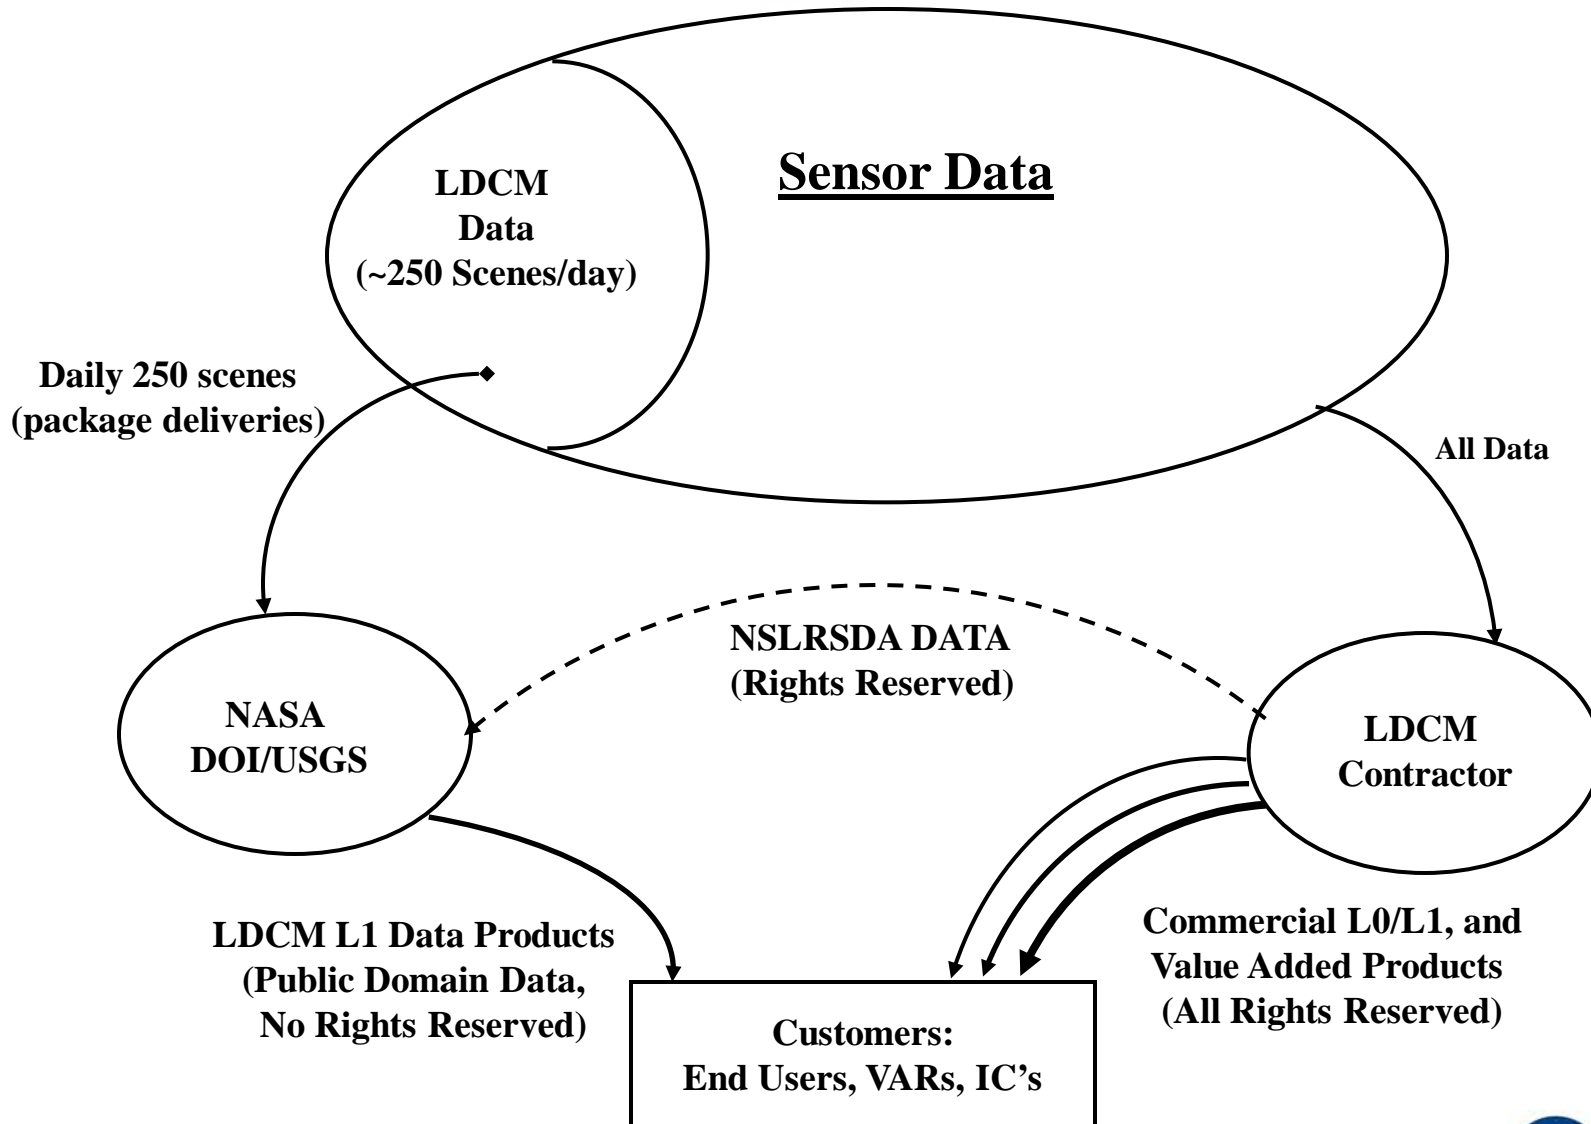 Sensor Data
LDCM
Data
(~250 Scenes/day)
Daily 250 scenes
(package deliveries)
All Data
NSLRSDA DATA
(Rights Reserved)
NASA
DOI/USGS
LDCM
Contractor
LDCM L1 Data Products
(Public Domain Data,
No Rights Reserved)
Commercial L0/L1, and
Value Added Products
(All Rights Reserved)
Customers:
End Users, VARs, IC’s